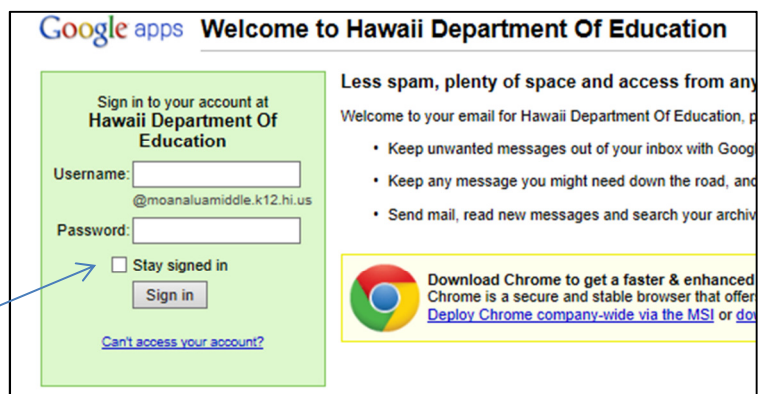 Google apps Welcome to Hawaii Department Of Education
Sign in to your account at
Hawaii Department Of
Education
Username:
@moanaluamiddle.k12.hi.us
Password:
Stay signed in
Sign in
Can't access your account?
Less spam, plenty of space and access from any
Welcome to your email for Hawaii Department Of Education, p
• Keep unwanted messages out of your inbox with Googl
• Keep any message you might need down the road, and
• Send mail, read new messages and search your archiv
Download Chrome to get a faster & enhanced
Chrome is a secure and stable browser that offer
Deploy Chrome company-wide via the MSI or dow